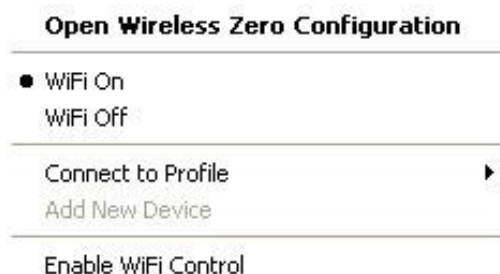 Open Wireless Zero Configuration
WiFi On
WiFi Off
Connect to Profile
Add New Device
Enable WiFi Control